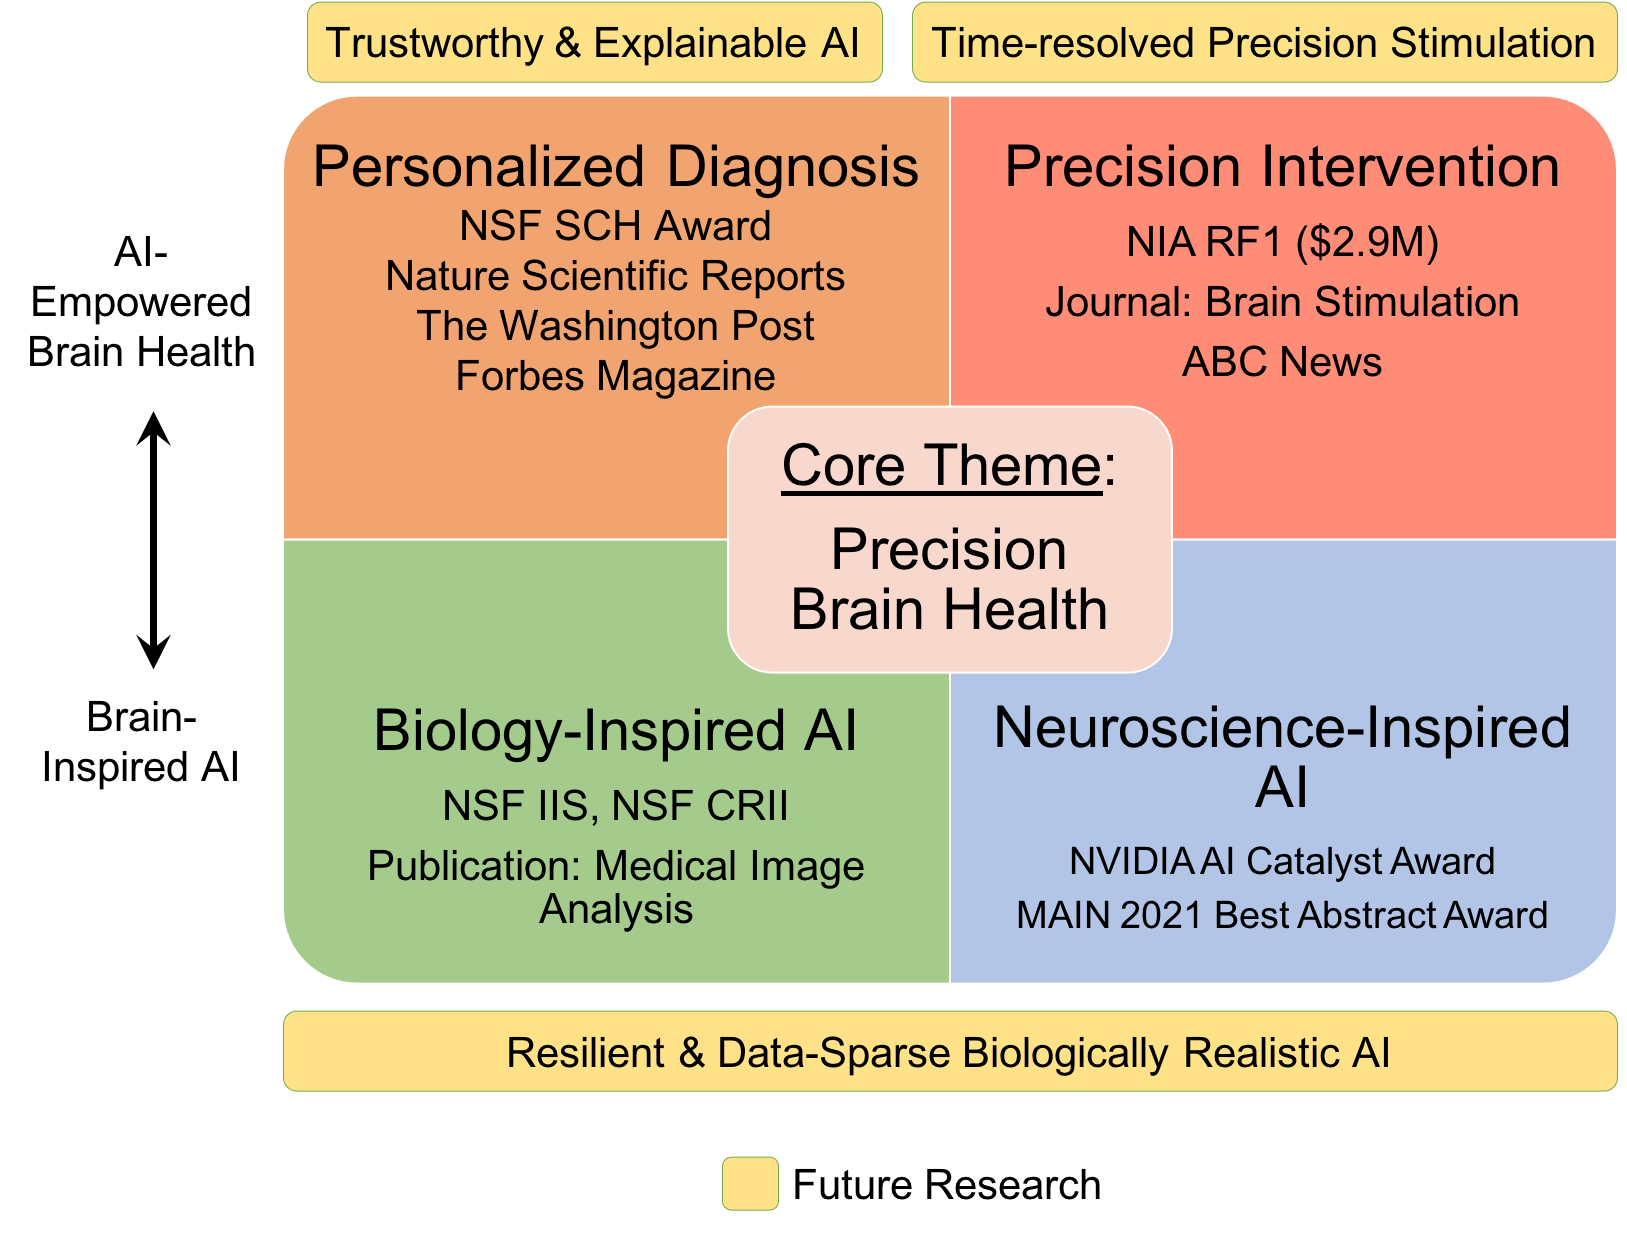 Trustworthy & Explainable AI
Time-resolved Precision Stimulation
Personalized Diagnosis
NSF SCH Award
Nature Scientific Reports
The Washington Post
Forbes Magazine
Precision Intervention
NIA RF1 ($2.9M)
Journal: Brain Stimulation
ABC News
AI-
Empowered
Brain Health
Core Theme:
Precision
Brain Health
Brain-
Inspired AI
Biology-Inspired AI
NSF IIS, NSF CRII
Publication: Medical Image
Analysis
Neuroscience-Inspired
AI
NVIDIA AI Catalyst Award
MAIN 2021 Best Abstract Award
Resilient & Data-Sparse Biologically Realistic AI
Future Research